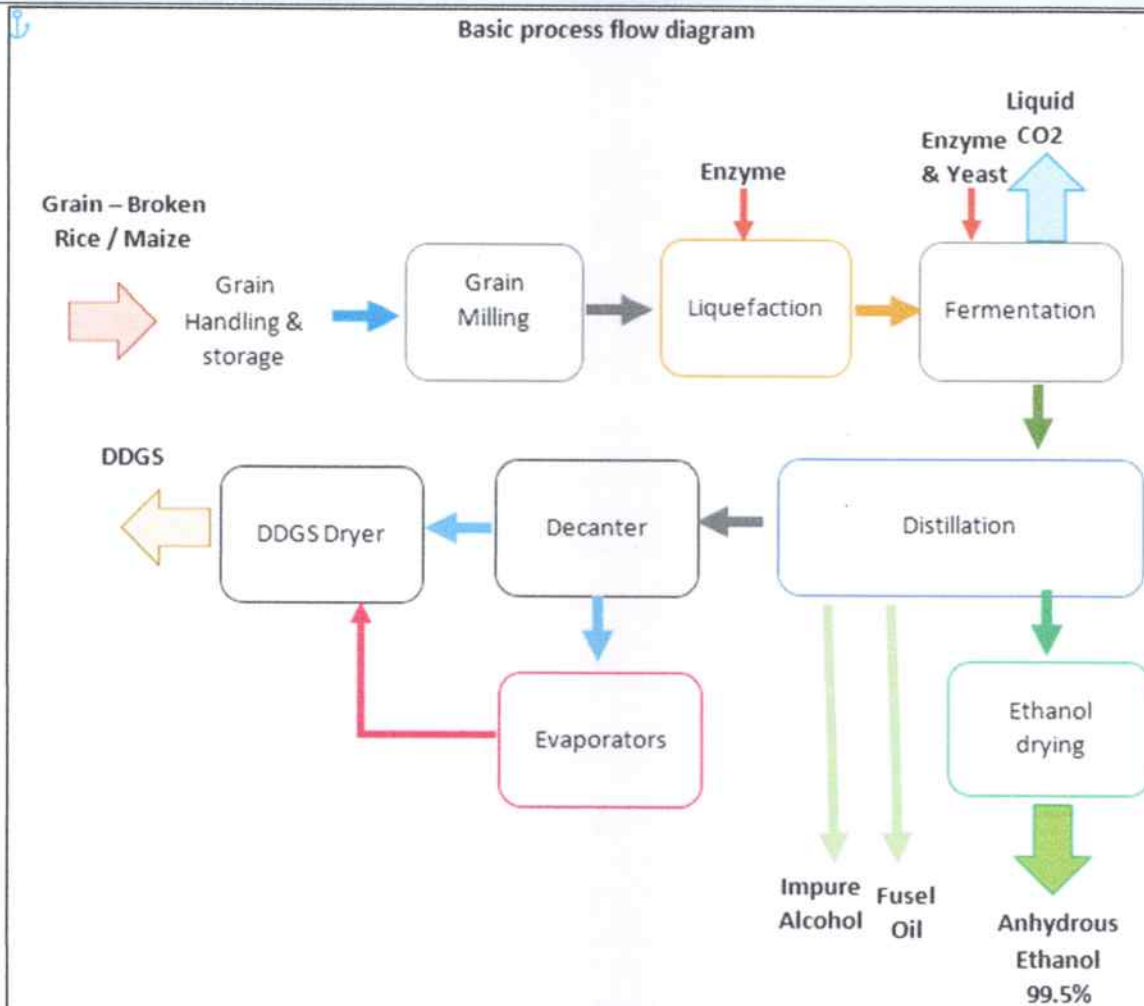 Basic process flow diagram
Liquid
CO2
Enzyme
& Yeast
Enzyme
Grain – Broken
Rice / Maize
Grain
Handling &
storage
Grain
Milling
Liquefaction
Fermentation
DDGS
DDGS Dryer
Decanter
Distillation
Evaporators
Ethanol
drying
Impure
Alcohol
Fusel
Oil
Anhydrous
Ethanol
99.5%